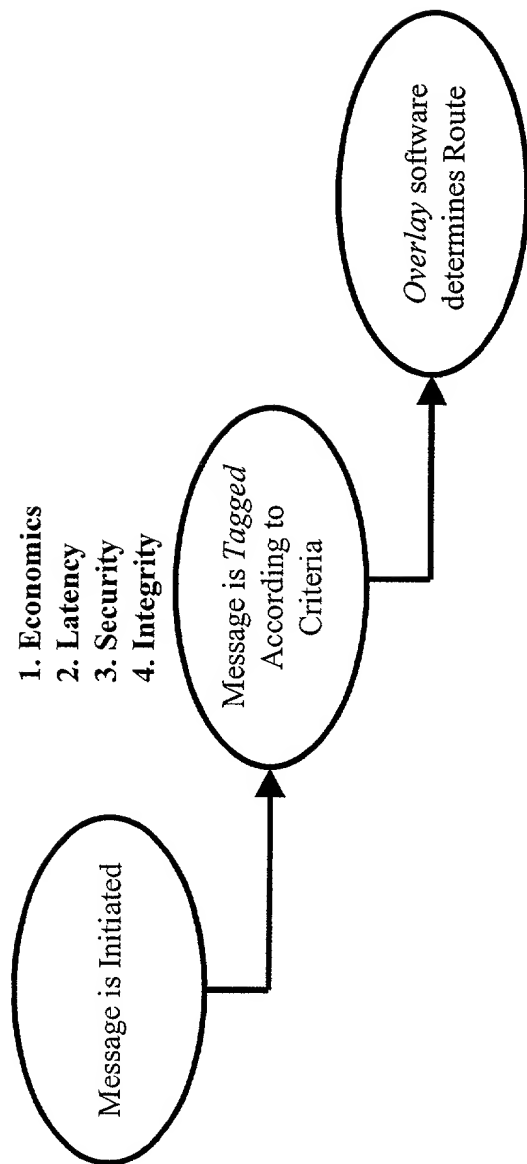 Message is Initiated
1. Economics
2. Latency
3. Security
4. Integrity
Message is Tagged
According to
Criteria
Overlay software
determines Route